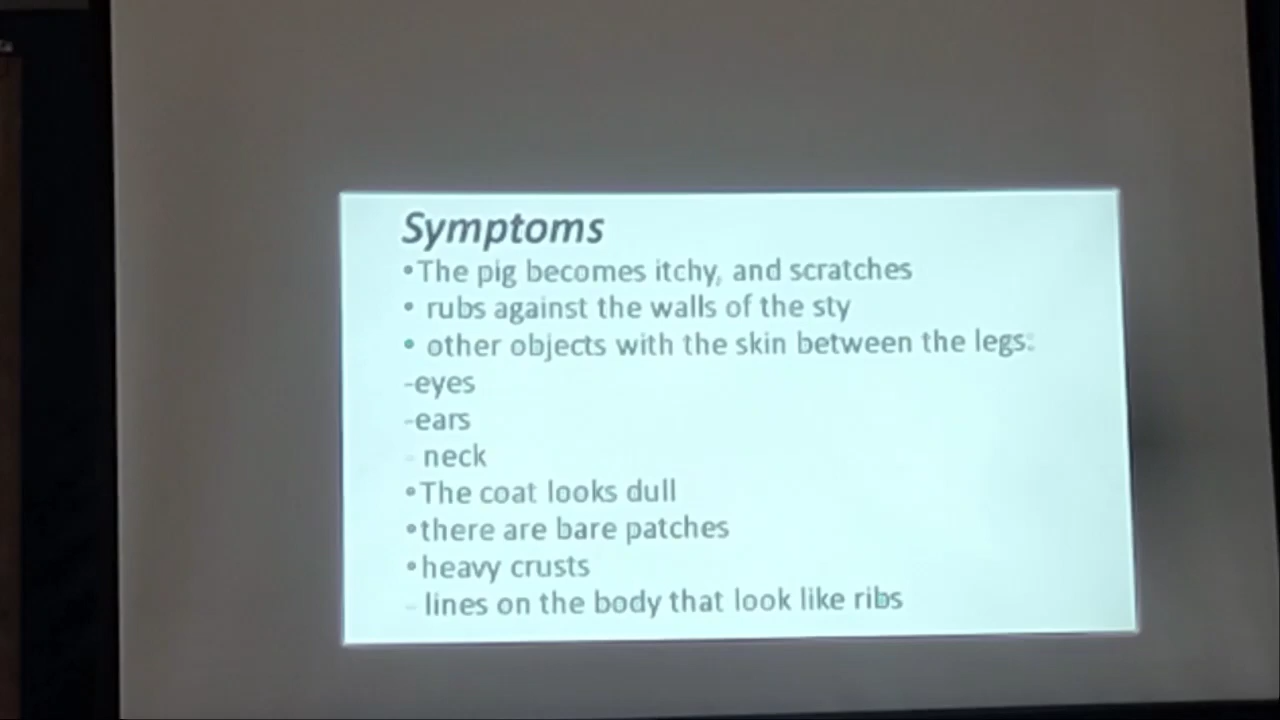 Symptoms
•The pig becomes itchy, and scratches
• rubs against the walls of the sty
• other objects with the skin between the legs:
-eyes
-ears
- neck
•The coat looks dull
•there are bare patches
•heavy crusts
- lines on the body that look like ribs